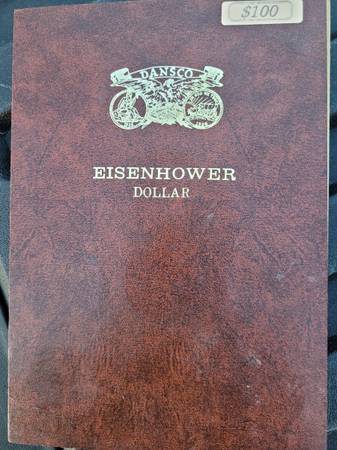 $100
DANSCO
EISENHOWER
DOLLAR